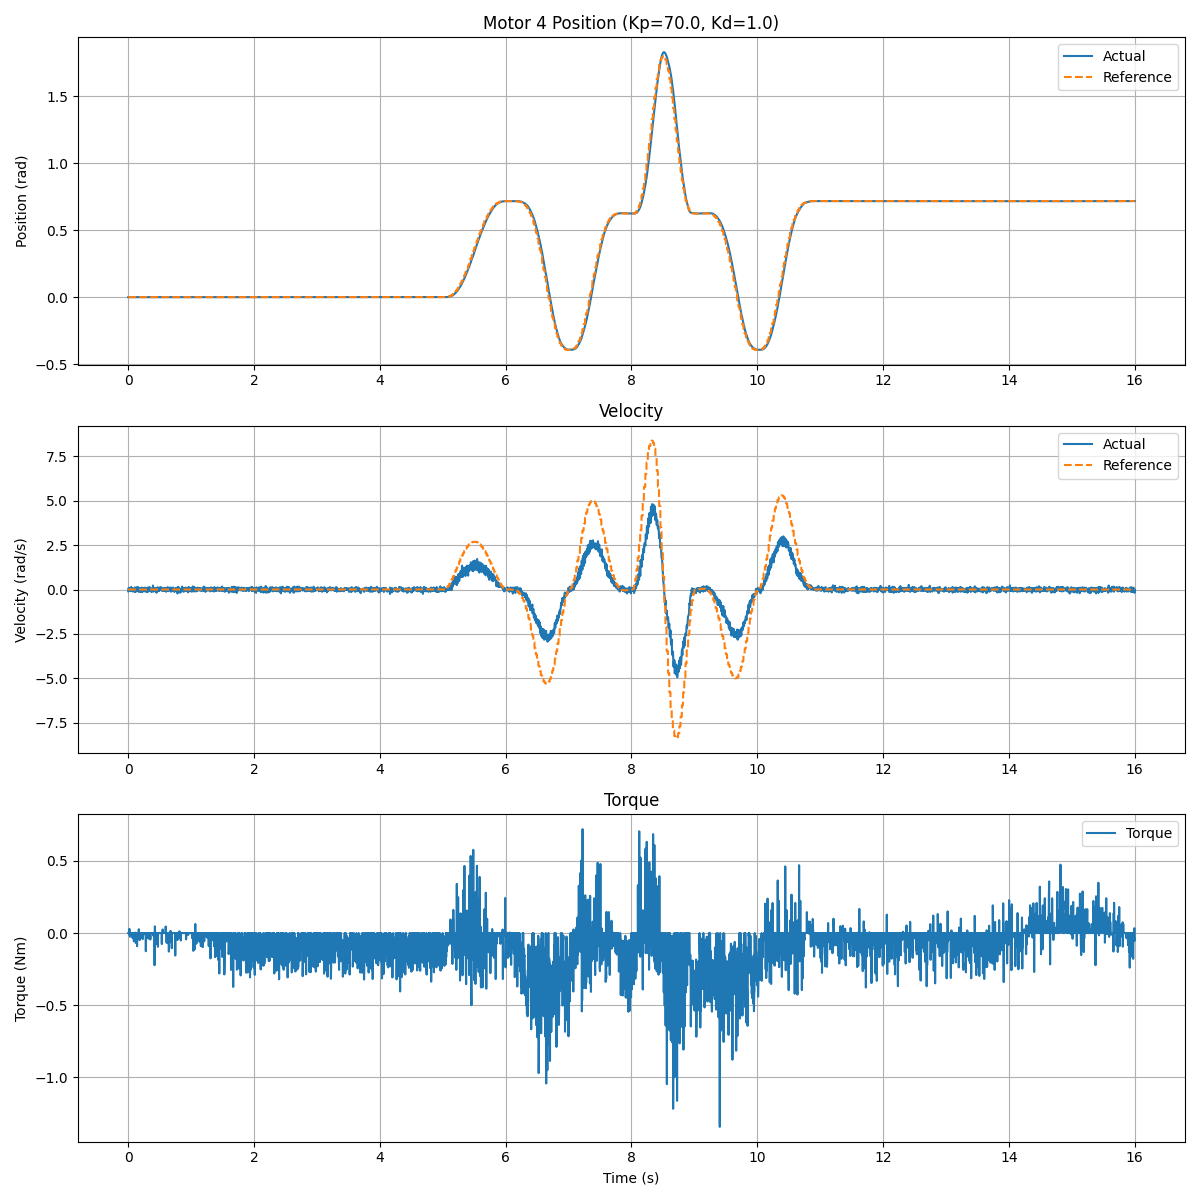 Motor 4 Position (Kp=70.0, Kd=1.0)
Actual
Reference
Position (rad)
1.5
1.0
0.5
0.0
−0.5
0 2 4 6 8 10 12 14 16
Velocity
Actual
Reference
Velocity (rad/s)
7.5
5.0
2.5
0.0
−2.5
−5.0
−7.5
0 2 4 6 8 10 12 14 16
Torque
Torque
Torque (Nm)
0.5
0.0
−0.5
−1.0
0 2 4 6 8 10 12 14 16
Time (s)